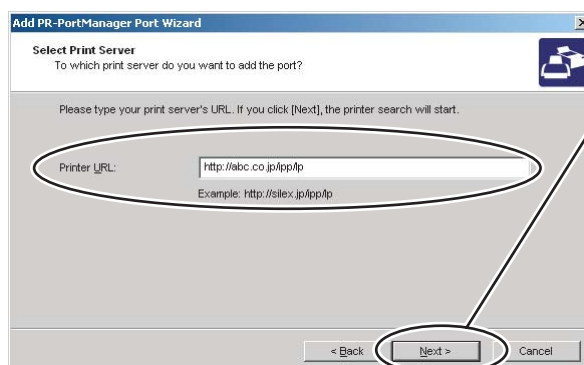 Add PR-PortManager Port Wizard
Select Print Server
To which print server do you want to add the port?
Please type your print server's URL. If you click [Next], the printer search will start.
Printer URL: http://abc.co.jp/ipp/lp
Example: http://silex.jp/ipp/lp
< Back Next > Cancel